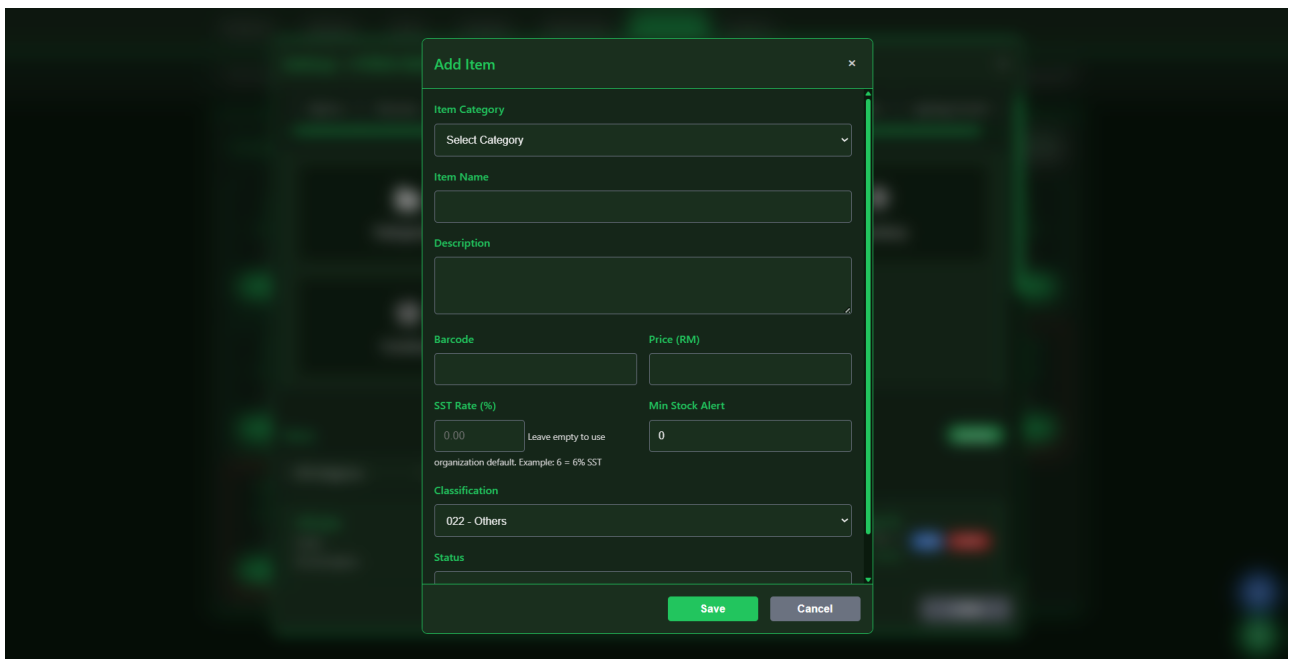 Add Item
×
Item Category
Select Category
Item Name
Description
Barcode
Price (RM)
SST Rate (%)
0.00
Leave empty to use
organization default. Example: 6 = 6% SST
Min Stock Alert
0
Classification
022 - Others
Status
Save
Cancel